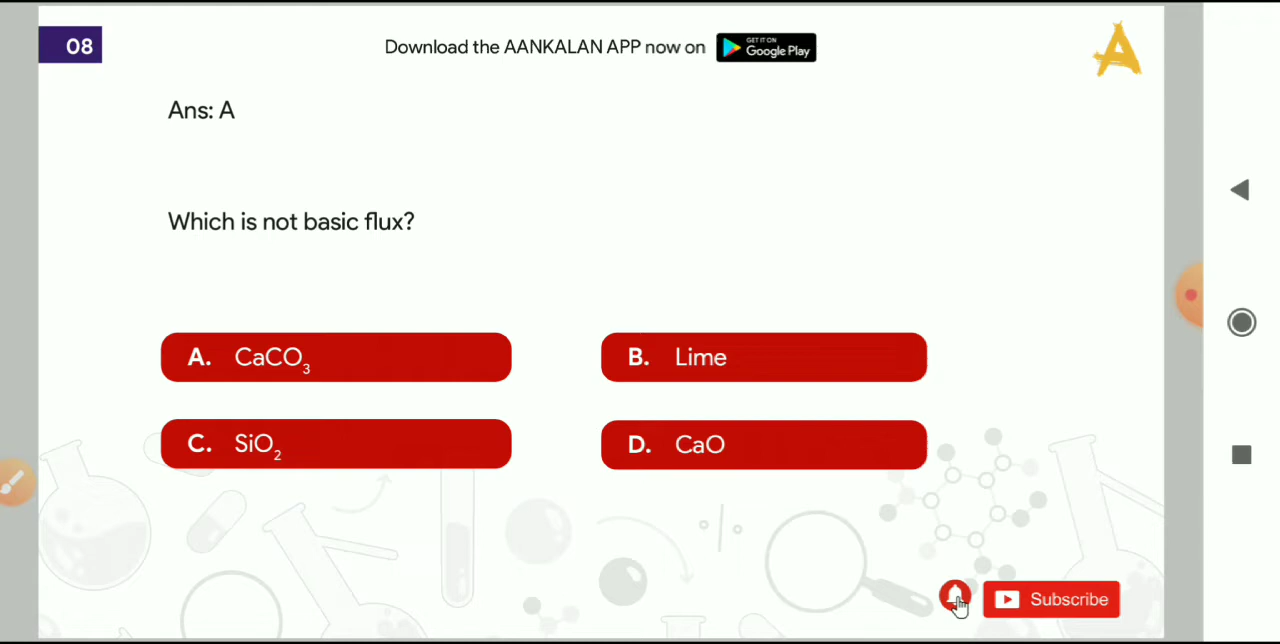 08
Download the AANKALAN APP now on GET IT ON Google Play
A
Ans: A
Which is not basic flux?
A. CaCO₃
B. Lime
C. SiO₂
D. CaO
Subscribe